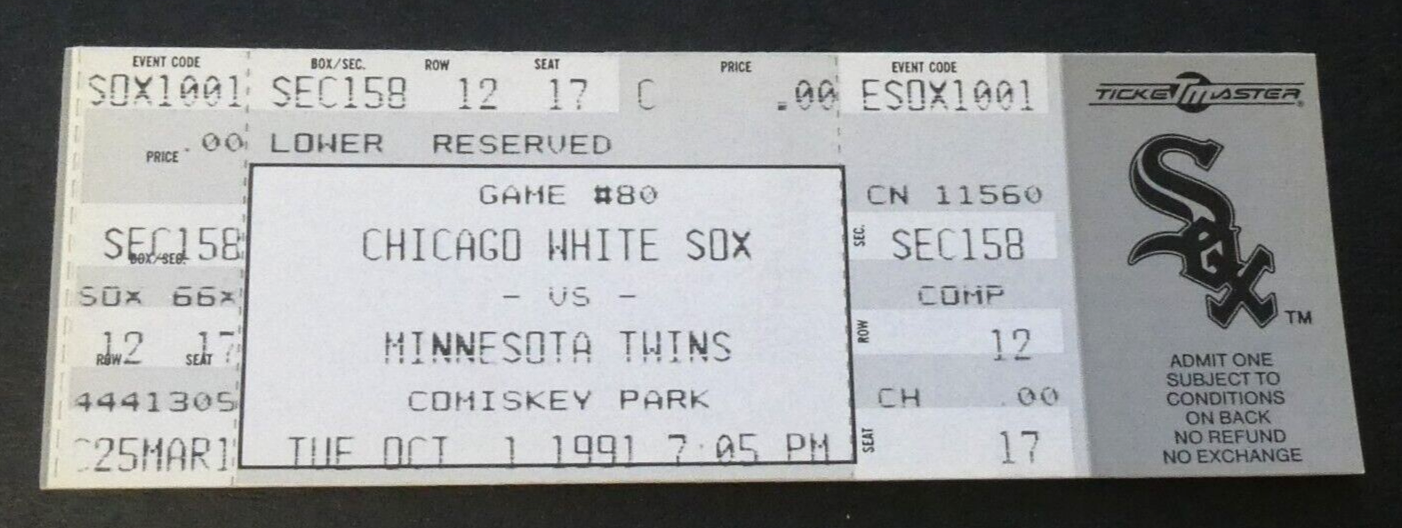 EVENT CODE BOX/SEC. ROW SEAT PRICE EVENT CODE
SOX1001 SEC158 12 17 C .00 ESOX1001
PRICE .00 LOWER RESERVED
GAME #80
CHICAGO WHITE SOX
- VS -
MINNESOTA TWINS
COMISKEY PARK
TUE OCT 1 1991 7:05 PM
SEC158
BOX/SEC.
SOX 66X
12 17
ROW SEAT
4441305
C25MAR1
CN 11560
SEC. SEC158
COMP
ROW 12
CH .00
SEAT 17
TICKETMASTER®
SOX
TM
ADMIT ONE
SUBJECT TO
CONDITIONS
ON BACK
NO REFUND
NO EXCHANGE